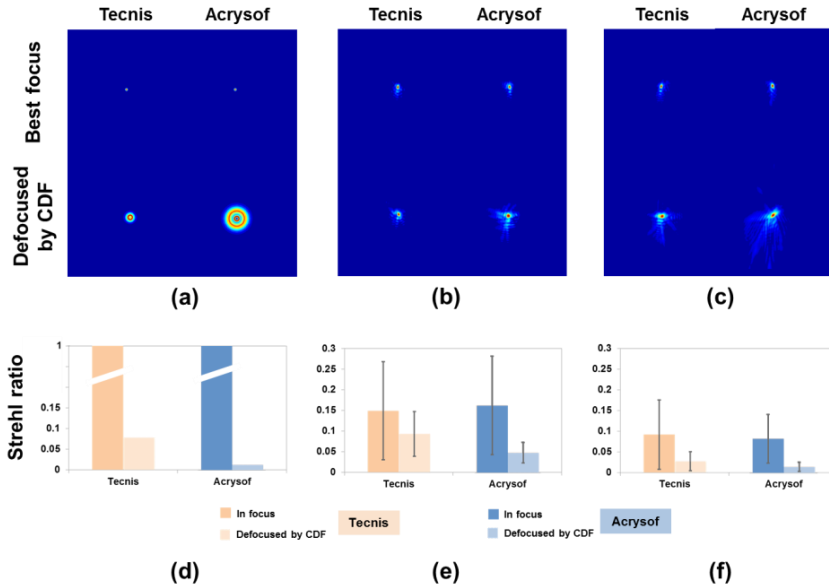 Tecnis Acrysof Tecnis Acrysof Tecnis Acrysof
Best focus
Defocused
by CDF
(a) (b) (c)
Strehl ratio
1
0.15
0.1
0.05
0
Tecnis Acrysof
0.3
0.25
0.2
0.15
0.1
0.05
0
Tecnis Acrysof
0.3
0.25
0.2
0.15
0.1
0.05
0
Tecnis Acrysof
In focus
Defocused by CDF
Tecnis
In focus
Defocused by CDF
Acrysof
(d) (e) (f)